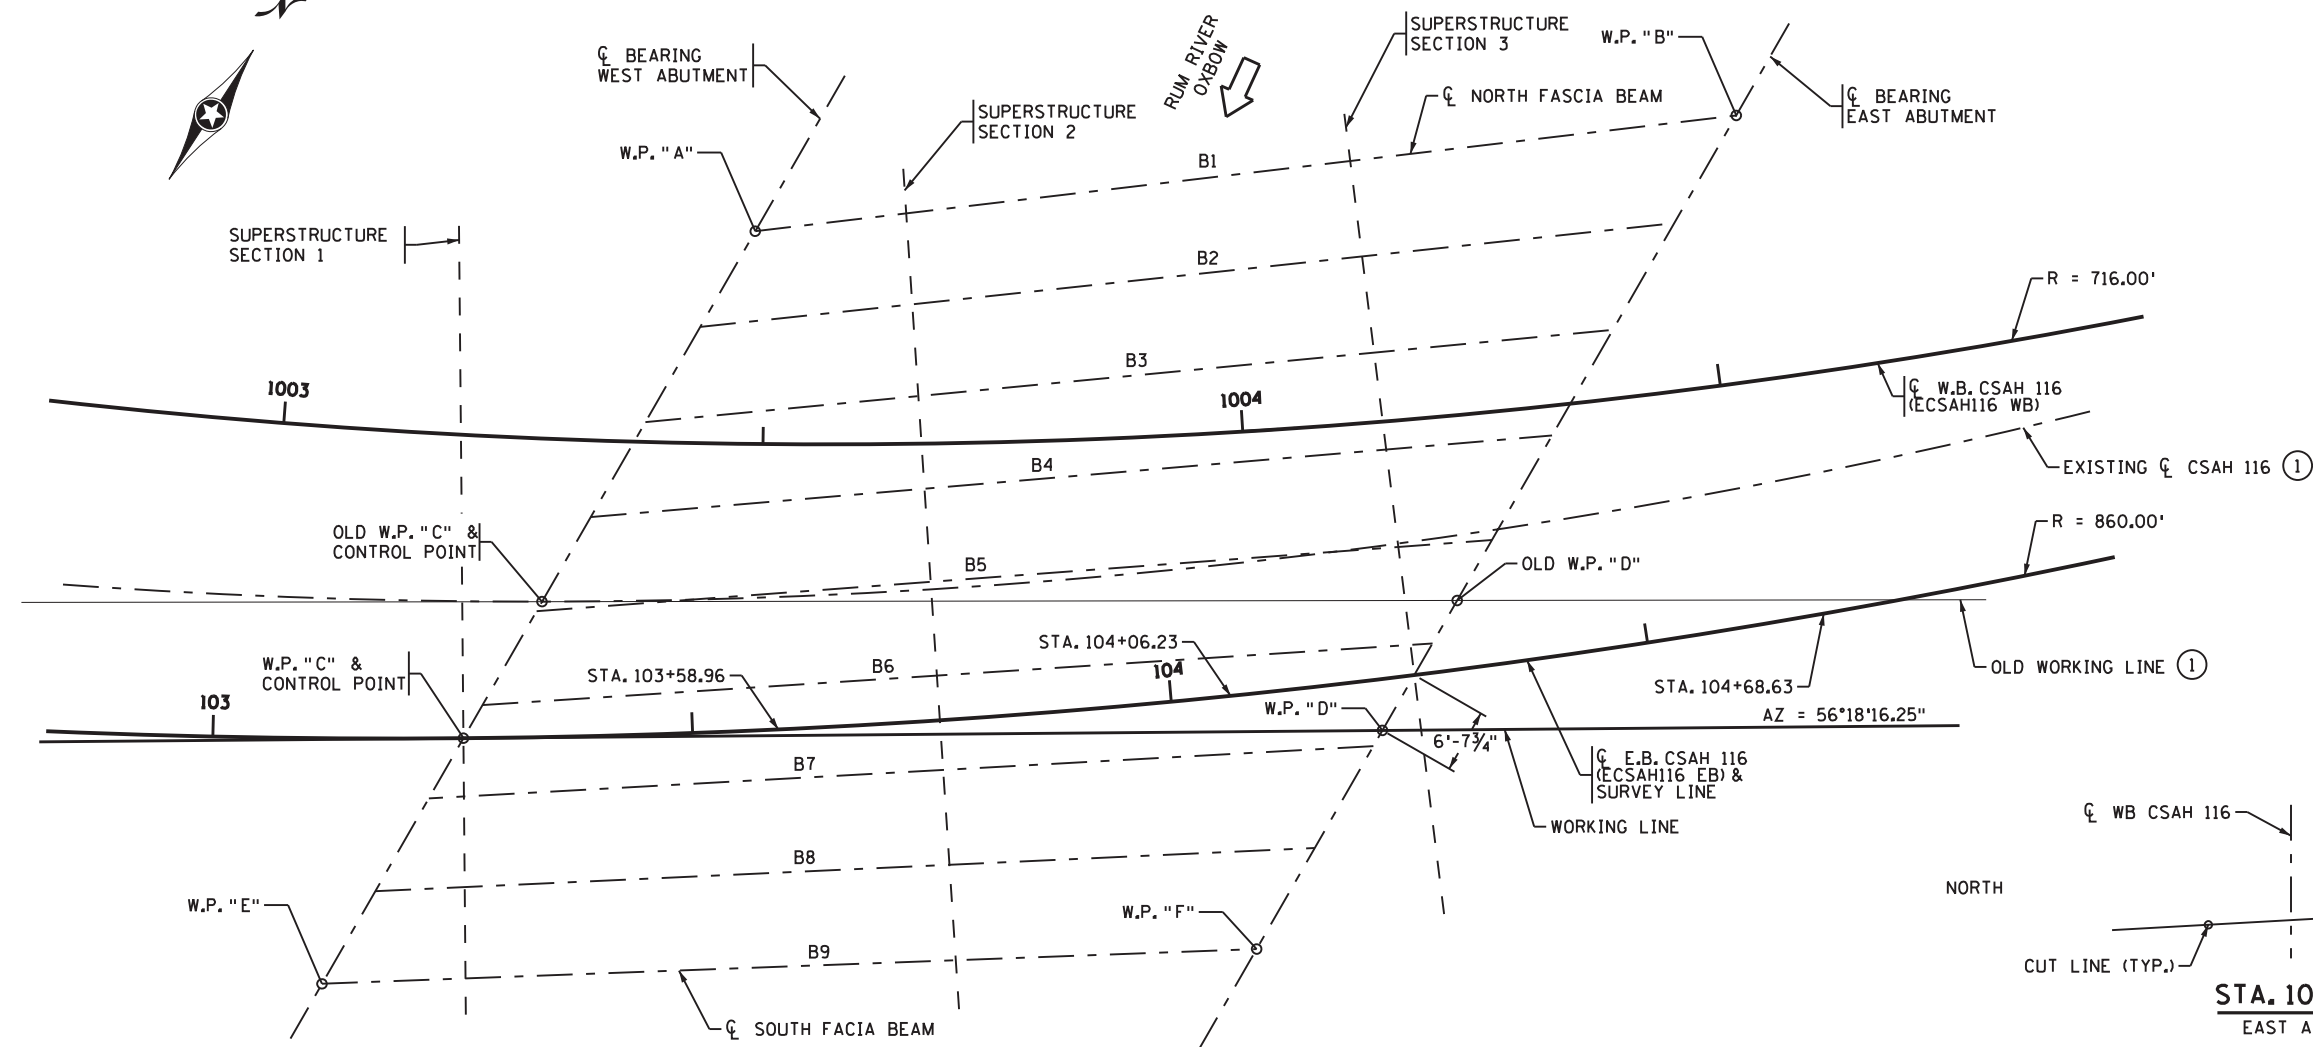 ℄ BEARING
WEST ABUTMENT
RUM RIVER
OXBOW
SUPERSTRUCTURE
SECTION 3
W.P. "B"
℄ NORTH FASCIA BEAM
℄ BEARING
EAST ABUTMENT
SUPERSTRUCTURE
SECTION 2
W.P. "A"
B1
SUPERSTRUCTURE
SECTION 1
B2
R = 716.00'
B3
1003
1004
℄ W.B. CSAH 116
(ECSAH116 WB)
B4
EXISTING ℄ CSAH 116 1
OLD W.P. "C" &
CONTROL POINT
R = 860.00'
B5
OLD W.P. "D"
STA. 104+06.23
W.P. "C" &
CONTROL POINT
B6
STA. 103+58.96
104
OLD WORKING LINE 1
103
STA. 104+68.63
W.P. "D"
AZ = 56°18'16.25"
6'-7¾"
B7
℄ E.B. CSAH 116
(ECSAH116 EB) &
SURVEY LINE
WORKING LINE
℄ WB CSAH 116
B8
NORTH
W.P. "E"
W.P. "F"
B9
CUT LINE (TYP.)
STA. 10
℄ SOUTH FACIA BEAM
EAST A